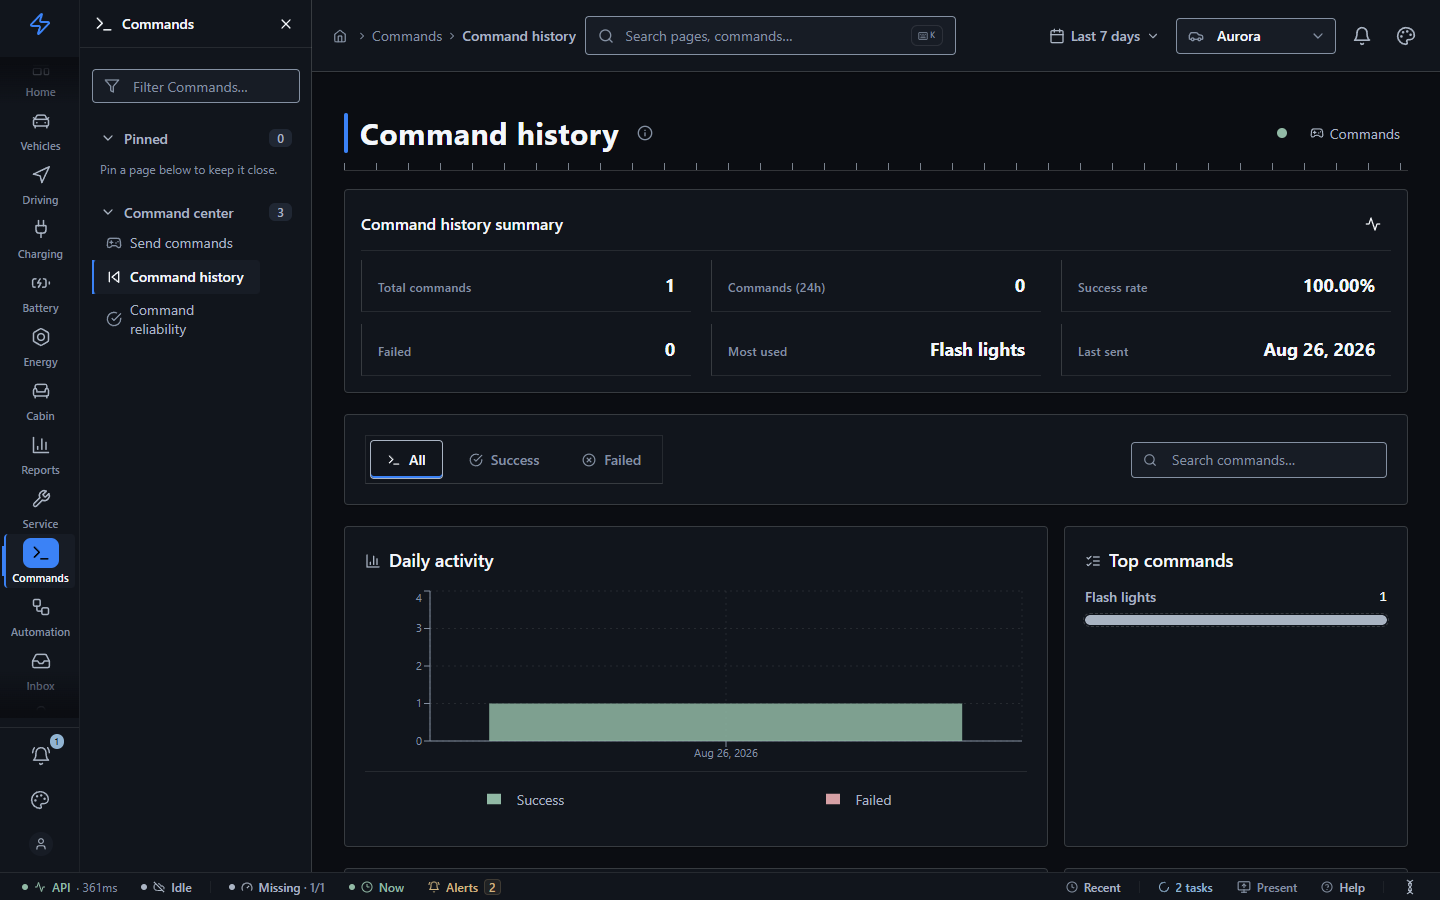 Commands
Commands
Command history
Search pages, commands...
K
Last 7 days
Aurora
Home
Vehicles
Driving
Charging
Battery
Energy
Cabin
Reports
Service
Commands
Automation
Inbox
1
Filter Commands...
Pinned
0
Pin a page below to keep it close.
Command center
3
Send commands
Command history
Command
reliability
Command history
Commands
Command history summary
Total commands
1
Commands (24h)
0
Success rate
100.00%
Failed
0
Most used
Flash lights
Last sent
Aug 26, 2026
All
Success
Failed
Search commands...
Daily activity
4
3
2
1
0
Aug 26, 2026
Success
Failed
Top commands
Flash lights
1
API · 361ms
Idle
Missing · 1/1
Now
Alerts
2
Recent
2 tasks
Present
Help